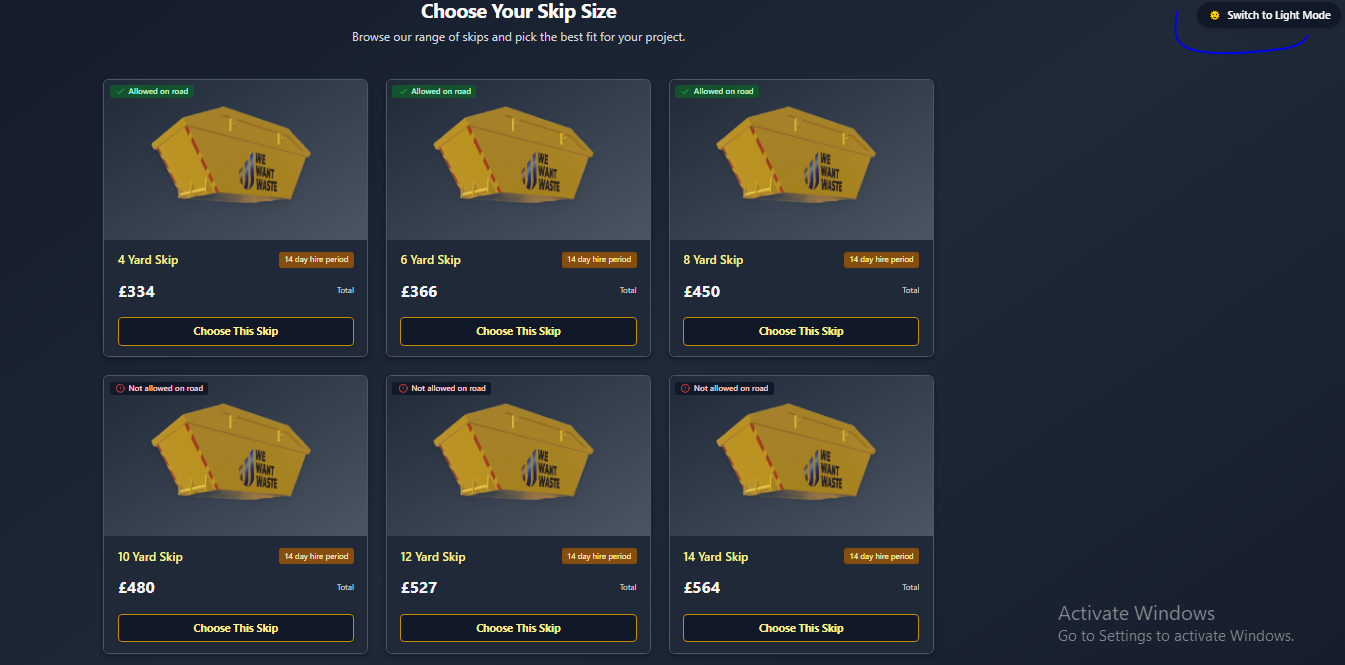 Choose Your Skip Size
Switch to Light Mode
Browse our range of skips and pick the best fit for your project.
Allowed on road
Allowed on road
Allowed on road
WE
WANT
WASTE
WE
WANT
WASTE
WE
WANT
WASTE
4 Yard Skip 14 day hire period
6 Yard Skip 14 day hire period
8 Yard Skip 14 day hire period
£334 Total
£366 Total
£450 Total
Choose This Skip
Choose This Skip
Choose This Skip
Not allowed on road
Not allowed on road
Not allowed on road
WE
WANT
WASTE
WE
WANT
WASTE
WE
WANT
WASTE
10 Yard Skip 14 day hire period
12 Yard Skip 14 day hire period
14 Yard Skip 14 day hire period
£480 Total
£527 Total
£564 Total
Choose This Skip
Choose This Skip
Choose This Skip
Activate Windows
Go to Settings to activate Windows.